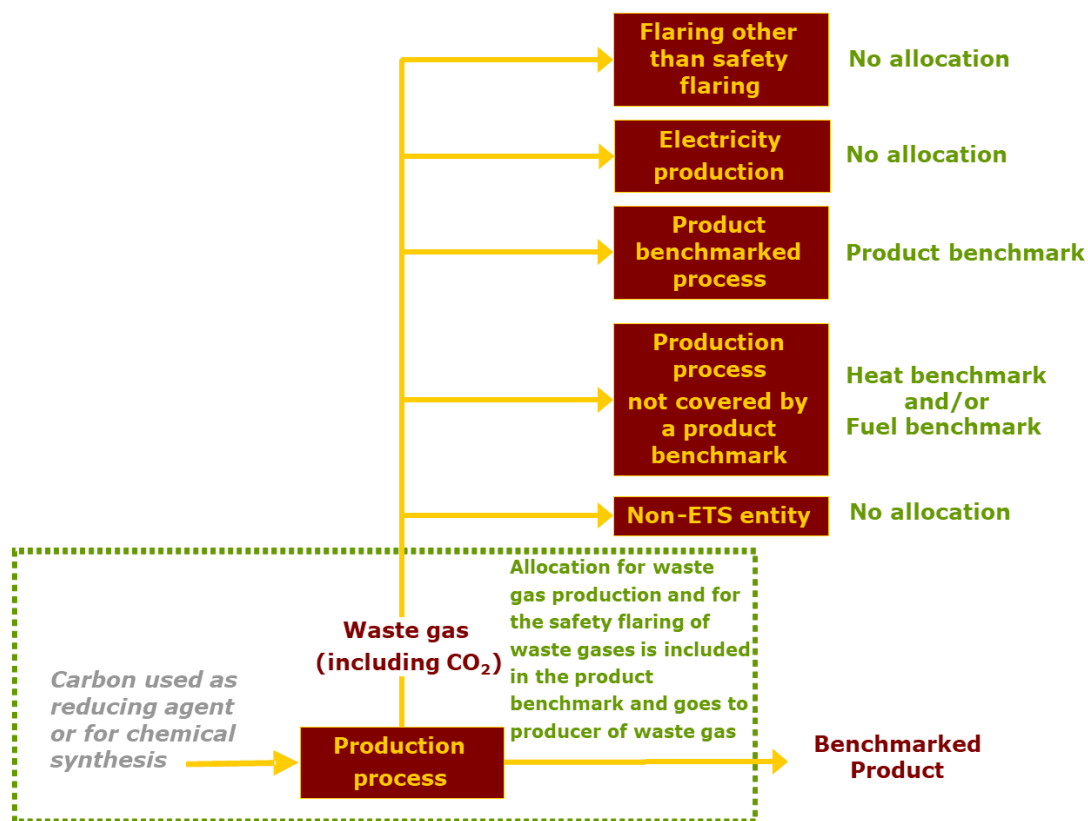 Flaring other
than safety
flaring
No allocation
Electricity
production
No allocation
Product
benchmarked
process
Product benchmark
Production
process
not covered by
a product
benchmark
Heat benchmark
and/or
Fuel benchmark
Non-ETS entity
No allocation
Allocation for waste
gas production and for
the safety flaring of
waste gases is included
in the product
benchmark and goes to
producer of waste gas
Waste gas
(including CO₂)
Carbon used as
reducing agent
or for chemical
synthesis
Production
process
Benchmarked
Product